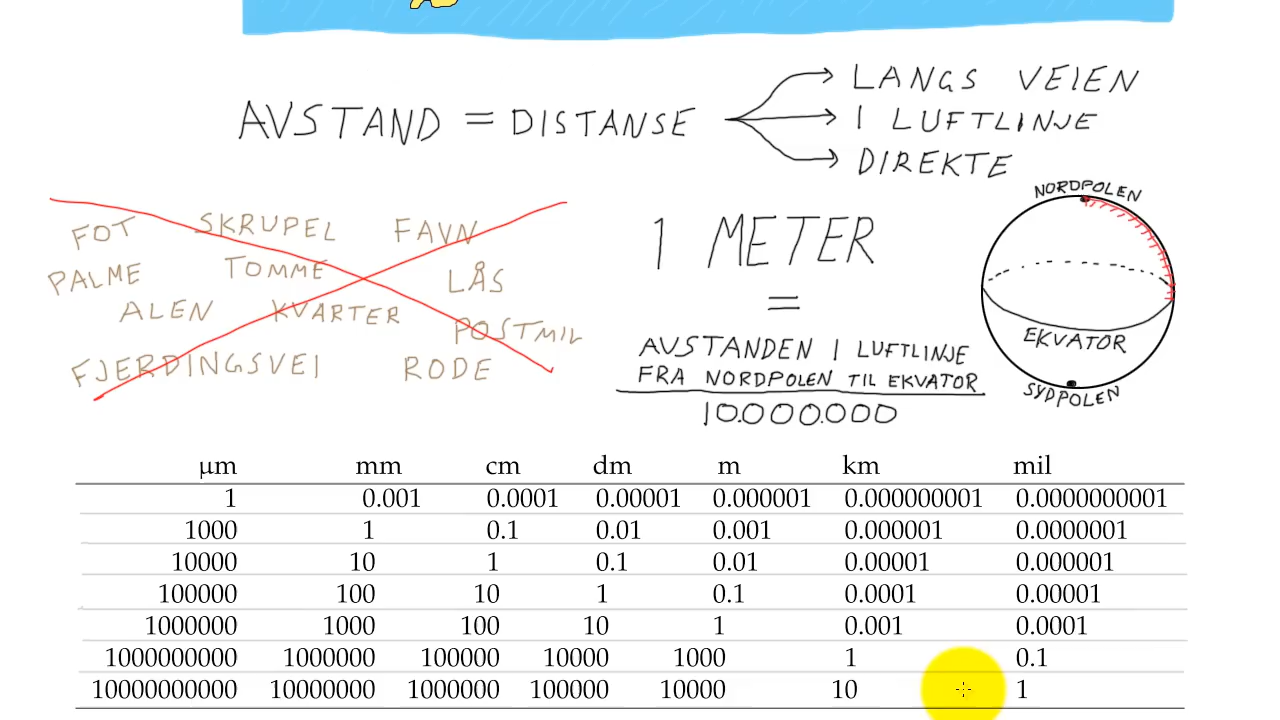 AVSTAND = DISTANSE
LANGS VEIEN
I LUFTLINJE
DIREKTE
FOT SKRUPEL FAVN
PALME TOMME LÅS
ALEN KVARTER POSTMIL
FJERDINGSVEI RODE
1 METER
=
AVSTANDEN I LUFTLINJE
FRA NORDPOLEN TIL EKVATOR
10.000.000
NORDPOLEN
EKVATOR
SYDPOLEN
μm mm cm dm m km mil
1 0.001 0.0001 0.00001 0.000001 0.000000001 0.0000000001
1000 1 0.1 0.01 0.001 0.000001 0.0000001
10000 10 1 0.1 0.01 0.00001 0.000001
100000 100 10 1 0.1 0.0001 0.00001
1000000 1000 100 10 1 0.001 0.0001
1000000000 1000000 100000 10000 1000 1 0.1
10000000000 10000000 1000000 100000 10000 10 1